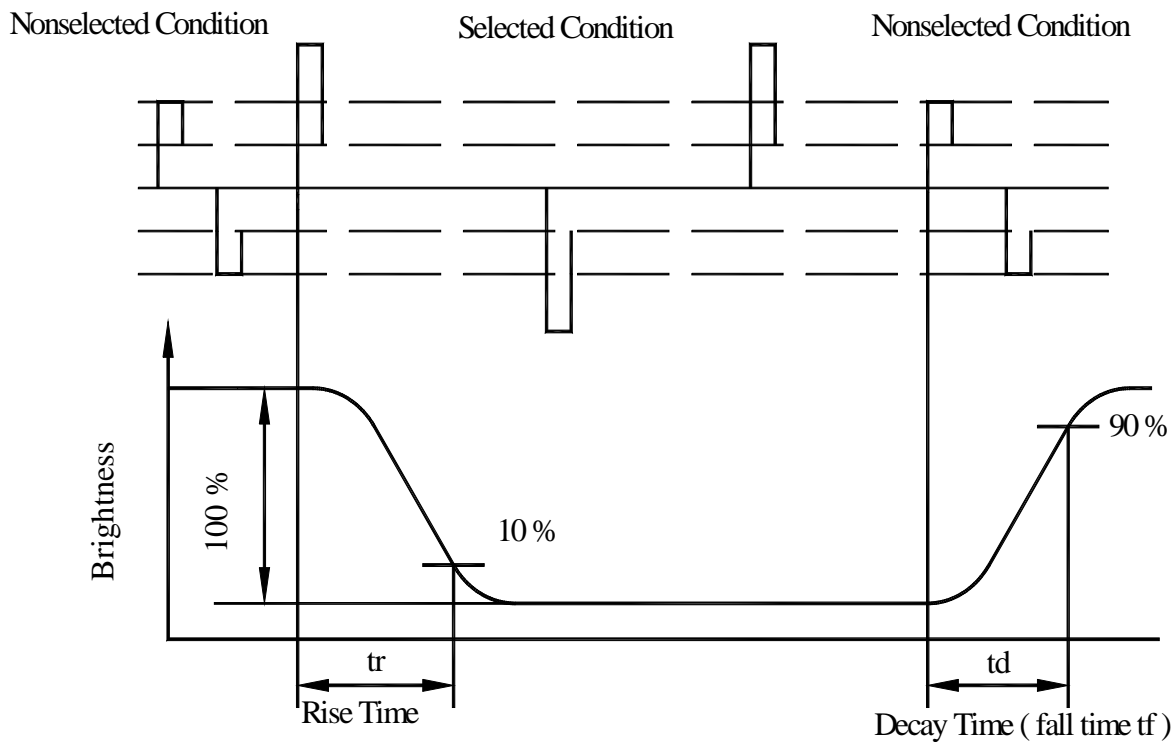 Nonselected Condition
Selected Condition
Nonselected Condition
Brightness
100 %
10 %
90 %
tr
Rise Time
td
Decay Time ( fall time tf )